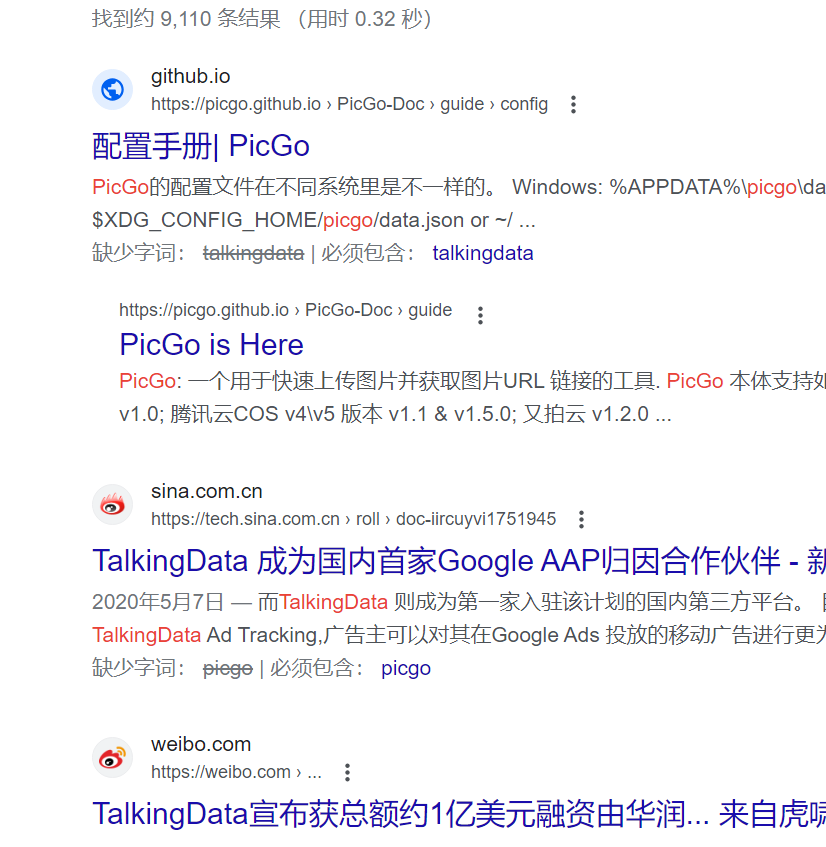 找到约 9,110 条结果 （用时 0.32 秒）
github.io
https://picgo.github.io › PicGo-Doc › guide › config
配置手册| PicGo
PicGo的配置文件在不同系统里是不一样的。 Windows: %APPDATA%\picgo\da
$XDG_CONFIG_HOME/picgo/data.json or ~/ ...
缺少字词： talkingdata | 必须包含： talkingdata
https://picgo.github.io › PicGo-Doc › guide
PicGo is Here
PicGo: 一个用于快速上传图片并获取图片URL 链接的工具. PicGo 本体支持如
v1.0; 腾讯云COS v4\v5 版本 v1.1 & v1.5.0; 又拍云 v1.2.0 ...
sina.com.cn
https://tech.sina.com.cn › roll › doc-iircuyvi1751945
TalkingData 成为国内首家Google AAP归因合作伙伴 - 新
2020年5月7日 — 而TalkingData 则成为第一家入驻该计划的国内第三方平台。
TalkingData Ad Tracking,广告主可以对其在Google Ads 投放的移动广告进行更为
缺少字词： picgo | 必须包含： picgo
weibo.com
https://weibo.com › ...
TalkingData宣布获总额约1亿美元融资由华润... 来自虎啸